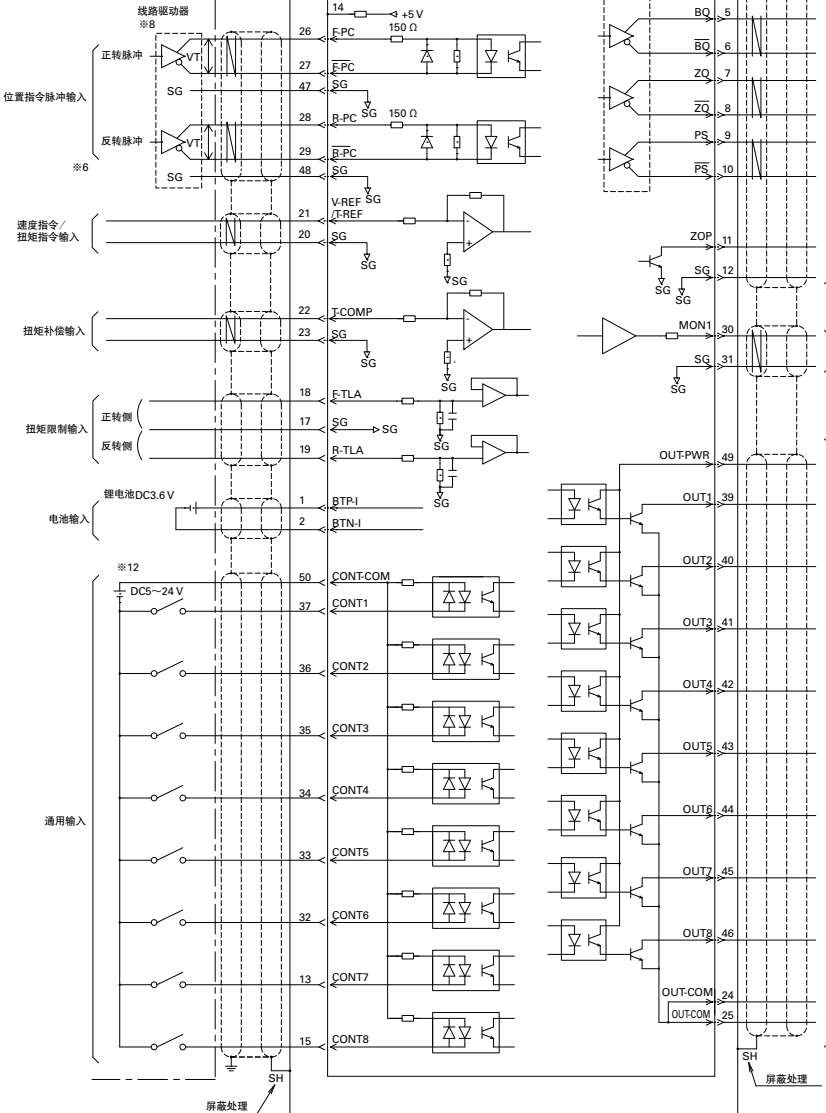 线路驱动器
※8
14 +5 V
26 F-PC 150 Ω
正转脉冲 VT
27 F-PC
SG 47 SG
SG
位置指令脉冲输入
28 R-PC 150 Ω
反转脉冲 VT
29 R-PC
※6
SG 48 SG
SG
V-REF
21 /T-REF
速度指令/
扭矩指令输入
20 SG
SG
SG
22 T-COMP
扭矩补偿输入
23 SG
SG
SG
18 F-TLA
正转侧
扭矩限制输入
17 SG SG
反转侧
SG
19 R-TLA
SG
锂电池DC3.6 V
1 BTP-I
电池输入
2 BTN-I
※12
50 CONT-COM
DC5～24 V
37 CONT1
36 CONT2
35 CONT3
34 CONT4
通用输入
33 CONT5
32 CONT6
13 CONT7
15 CONT8
SH
屏蔽处理
BQ 5
BQ 6
ZQ 7
ZQ 8
PS 9
PS 10
ZOP 11
SG 12
SG
SG
MON1 30
SG 31
SG
OUT-PWR 49
OUT1 39
OUT2 40
OUT3 41
OUT4 42
OUT5 43
OUT6 44
OUT7 45
OUT8 46
OUT-COM 24
OUT-COM 25
SH
屏蔽处理